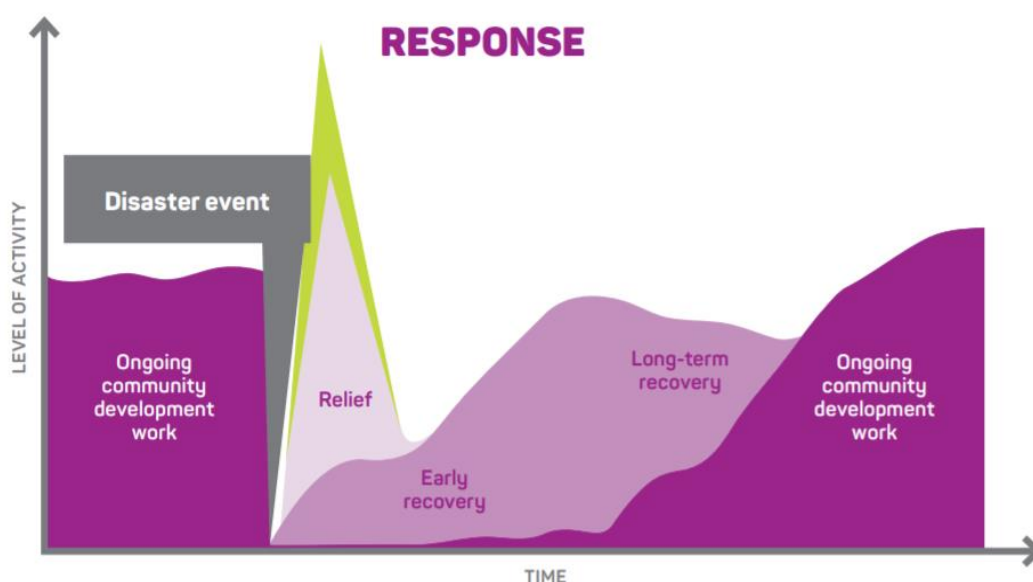 RESPONSE
Disaster event
LEVEL OF ACTIVITY
Ongoing
community
development
work
Relief
Early
recovery
Long-term
recovery
Ongoing
community
development
work
TIME